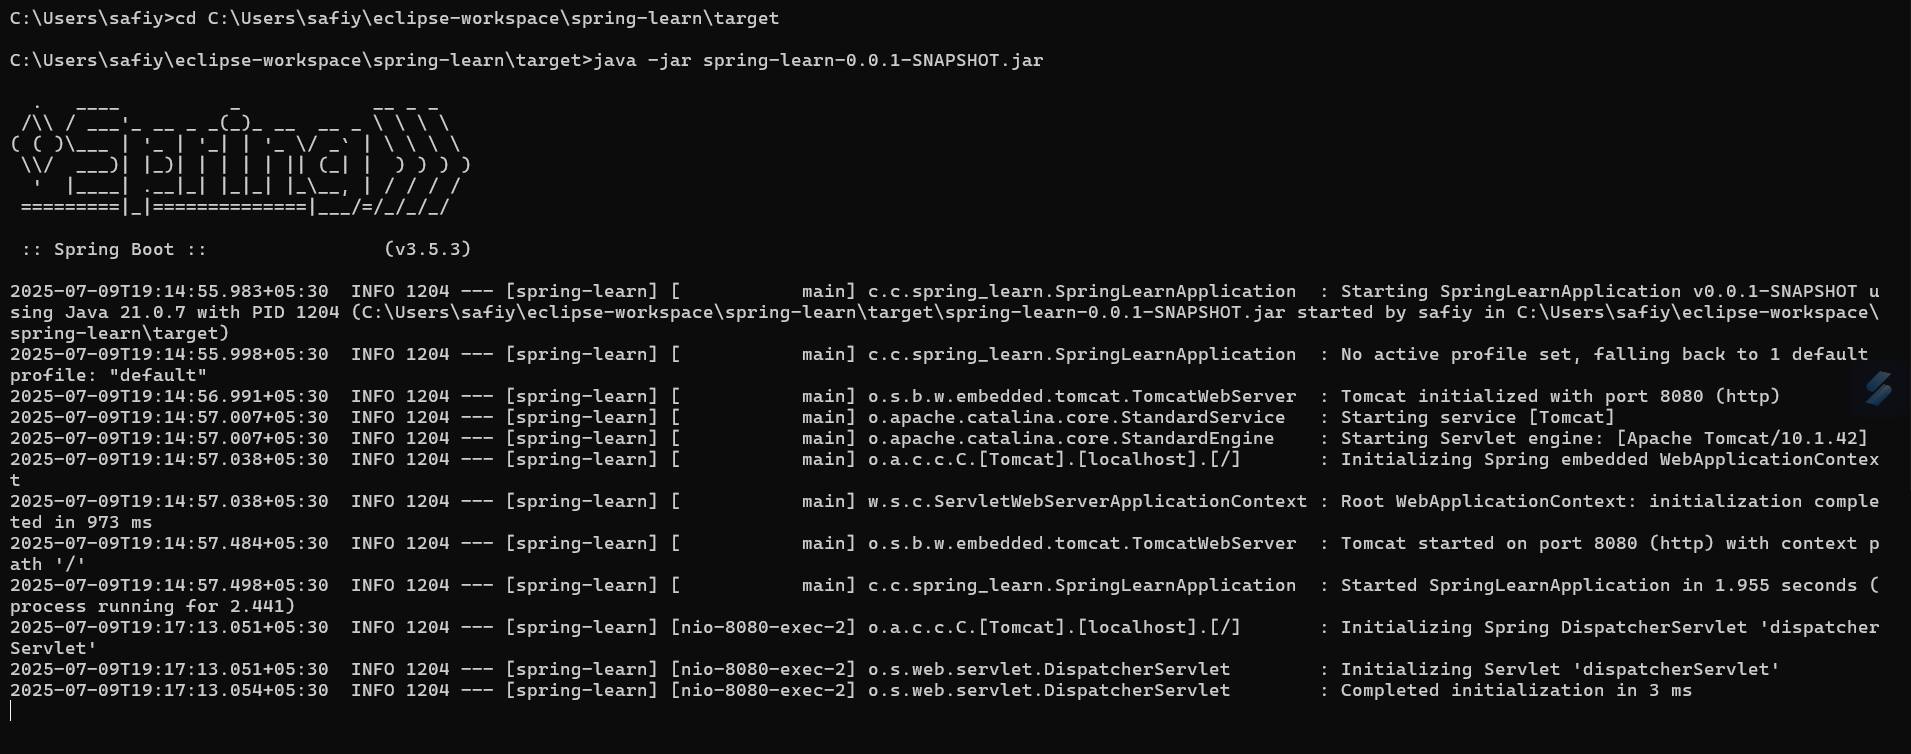 C:\Users\safiy>cd C:\Users\safiy\eclipse-workspace\spring-learn\target
C:\Users\safiy\eclipse-workspace\spring-learn\target>java -jar spring-learn-0.0.1-SNAPSHOT.jar
  .   ____          _            __ _ _
 /\\ / ___'_ __ _ _(_)_ __  __ _ \ \ \ \
( ( )\___ | '_ | '_| | '_ \/ _` | \ \ \ \
 \\/  ___)| |_)| | | | | || (_| |  ) ) ) )
  '  |____| .__|_| |_|_| |_\__, | / / / /
 =========|_|==============|___/=/_/_/_/
 :: Spring Boot ::                (v3.5.3)
2025-07-09T19:14:55.983+05:30  INFO 1204 --- [spring-learn] [           main] c.c.spring_learn.SpringLearnApplication  : Starting SpringLearnApplication v0.0.1-SNAPSHOT u
sing Java 21.0.7 with PID 1204 (C:\Users\safiy\eclipse-workspace\spring-learn\target\spring-learn-0.0.1-SNAPSHOT.jar started by safiy in C:\Users\safiy\eclipse-workspace\
spring-learn\target)
2025-07-09T19:14:55.998+05:30  INFO 1204 --- [spring-learn] [           main] c.c.spring_learn.SpringLearnApplication  : No active profile set, falling back to 1 default
profile: "default"
2025-07-09T19:14:56.991+05:30  INFO 1204 --- [spring-learn] [           main] o.s.b.w.embedded.tomcat.TomcatWebServer  : Tomcat initialized with port 8080 (http)
2025-07-09T19:14:57.007+05:30  INFO 1204 --- [spring-learn] [           main] o.apache.catalina.core.StandardService   : Starting service [Tomcat]
2025-07-09T19:14:57.007+05:30  INFO 1204 --- [spring-learn] [           main] o.apache.catalina.core.StandardEngine    : Starting Servlet engine: [Apache Tomcat/10.1.42]
2025-07-09T19:14:57.038+05:30  INFO 1204 --- [spring-learn] [           main] o.a.c.c.C.[Tomcat].[localhost].[/]       : Initializing Spring embedded WebApplicationContex
t
2025-07-09T19:14:57.038+05:30  INFO 1204 --- [spring-learn] [           main] w.s.c.ServletWebServerApplicationContext : Root WebApplicationContext: initialization comple
ted in 973 ms
2025-07-09T19:14:57.484+05:30  INFO 1204 --- [spring-learn] [           main] o.s.b.w.embedded.tomcat.TomcatWebServer  : Tomcat started on port 8080 (http) with context p
ath '/'
2025-07-09T19:14:57.498+05:30  INFO 1204 --- [spring-learn] [           main] c.c.spring_learn.SpringLearnApplication  : Started SpringLearnApplication in 1.955 seconds (
process running for 2.441)
2025-07-09T19:17:13.051+05:30  INFO 1204 --- [spring-learn] [nio-8080-exec-2] o.a.c.c.C.[Tomcat].[localhost].[/]       : Initializing Spring DispatcherServlet 'dispatcher
Servlet'
2025-07-09T19:17:13.051+05:30  INFO 1204 --- [spring-learn] [nio-8080-exec-2] o.s.web.servlet.DispatcherServlet        : Initializing Servlet 'dispatcherServlet'
2025-07-09T19:17:13.054+05:30  INFO 1204 --- [spring-learn] [nio-8080-exec-2] o.s.web.servlet.DispatcherServlet        : Completed initialization in 3 ms